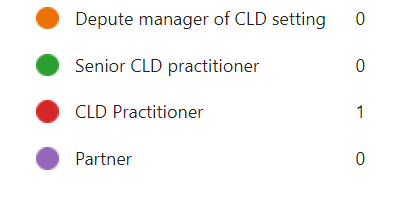 Depute manager of CLD setting 0
Senior CLD practitioner 0
CLD Practitioner 1
Partner 0